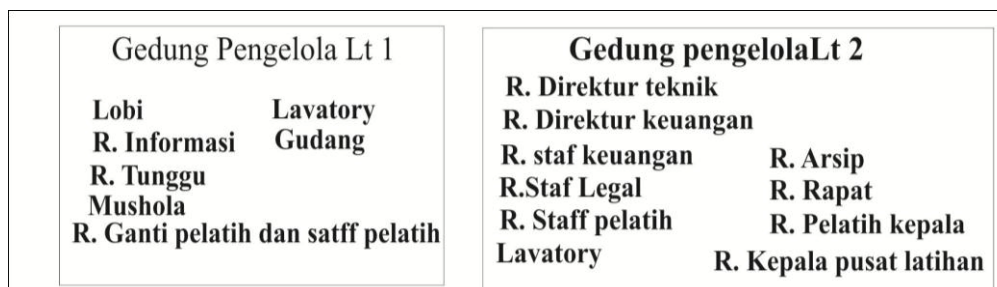 Gedung Pengelola Lt 1
Lobi
R. Informasi
R. Tunggu
Mushola
R. Ganti pelatih dan satff pelatih
Lavatory
Gudang
Gedung pengelolaLt 2
R. Direktur teknik
R. Direktur keuangan
R. staf keuangan
R.Staf Legal
R. Staff pelatih
Lavatory
R. Arsip
R. Rapat
R. Pelatih kepala
R. Kepala pusat latihan